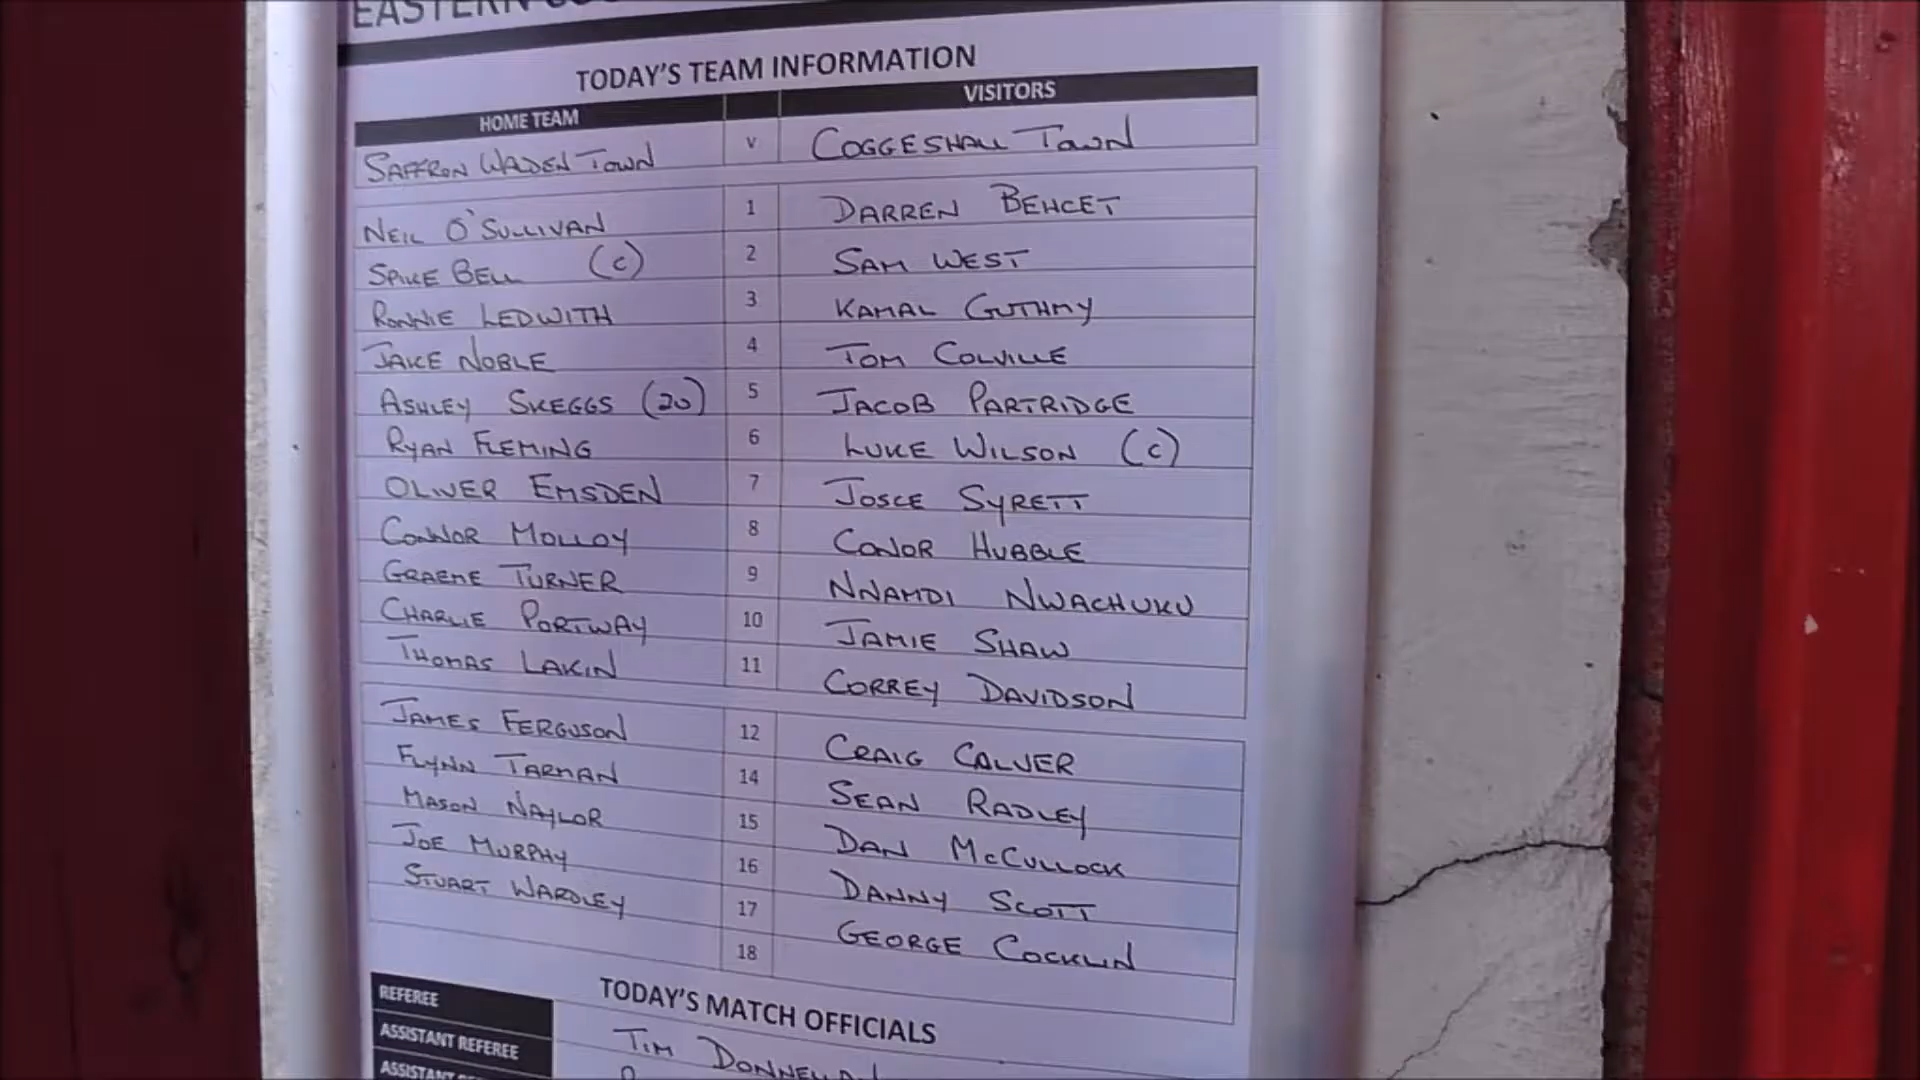 EASTERN
TODAY'S TEAM INFORMATION
HOME TEAM VISITORS
SAFFRON WALDEN TOWN V COGGESHALL TOWN
NEIL O'SULLIVAN 1 DARREN BEHCET
SPIKE BELL (C) 2 SAM WEST
RONNIE LEDWITH 3 KAMAL GUTHMY
JAKE NOBLE 4 TOM COLVILLE
ASHLEY SKEGGS (20) 5 JACOB PARTRIDGE
RYAN FLEMING 6 LUKE WILSON (C)
OLIVER EMSDEN 7 JOSCE SYRETT
CONNOR MOLLOY 8 CONOR HUBBLE
GRAEME TURNER 9 NNAMDI NWACHUKU
CHARLIE PORTWAY 10 JAMIE SHAW
THOMAS LAKIN 11 CORREY DAVIDSON
JAMES FERGUSON 12 CRAIG CALVER
FLYNN TARMAN 14 SEAN RADLEY
MASON NAYLOR 15 DAN McCULLOCK
JOE MURPHY 16 DANNY SCOTT
STUART WARDLEY 17 GEORGE COCKLIN
18
TODAY'S MATCH OFFICIALS
REFEREE TIM
ASSISTANT REFEREE
ASSISTANT